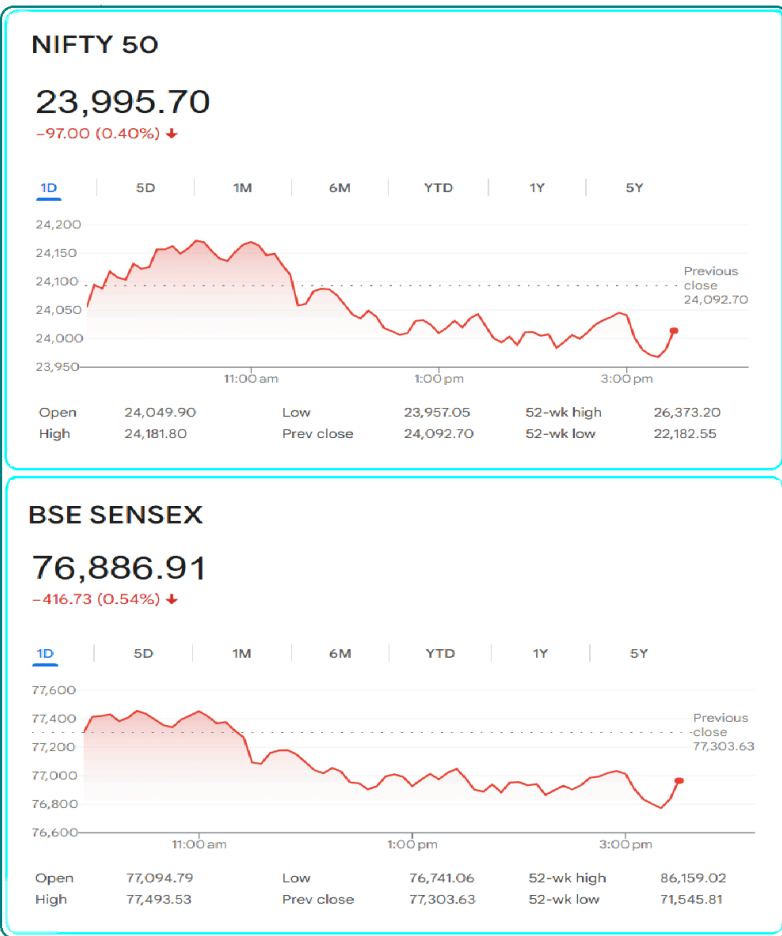 NIFTY 50
23,995.70
-97.00 (0.40%) ↓
1D 5D 1M 6M YTD 1Y 5Y
24,200
24,150
24,100
24,050
24,000
23,950
Previous
close
24,092.70
11:00 am 1:00 pm 3:00 pm
Open 24,049.90 Low 23,957.05 52-wk high 26,373.20
High 24,181.80 Prev close 24,092.70 52-wk low 22,182.55
BSE SENSEX
76,886.91
-416.73 (0.54%) ↓
1D 5D 1M 6M YTD 1Y 5Y
77,600
77,400
77,200
77,000
76,800
76,600
Previous
close
77,303.63
11:00 am 1:00 pm 3:00 pm
Open 77,094.79 Low 76,741.06 52-wk high 86,159.02
High 77,493.53 Prev close 77,303.63 52-wk low 71,545.81